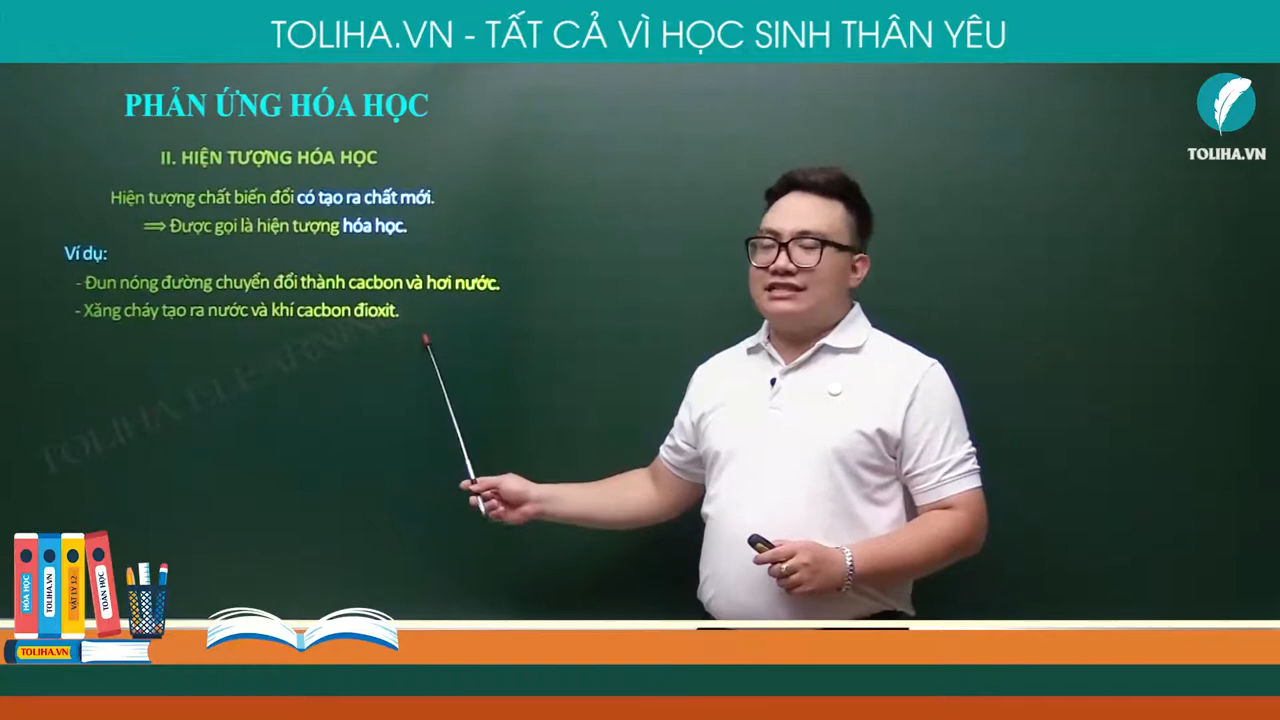 TOLIHA.VN - TẤT CẢ VÌ HỌC SINH THÂN YÊU
PHẢN ỨNG HÓA HỌC
TOLIHA.VN
II. HIỆN TƯỢNG HÓA HỌC
Hiện tượng chất biến đổi có tạo ra chất mới.
⟹ Được gọi là hiện tượng hóa học.
Ví dụ:
- Đun nóng đường chuyển đổi thành cacbon và hơi nước.
- Xăng cháy tạo ra nước và khí cacbon đioxit.
TOLIHA ELEARNING
HÓA HỌC
TOLIHA.VN
VẬT LÝ 12
TOÁN HỌC
TOLIHA.VN